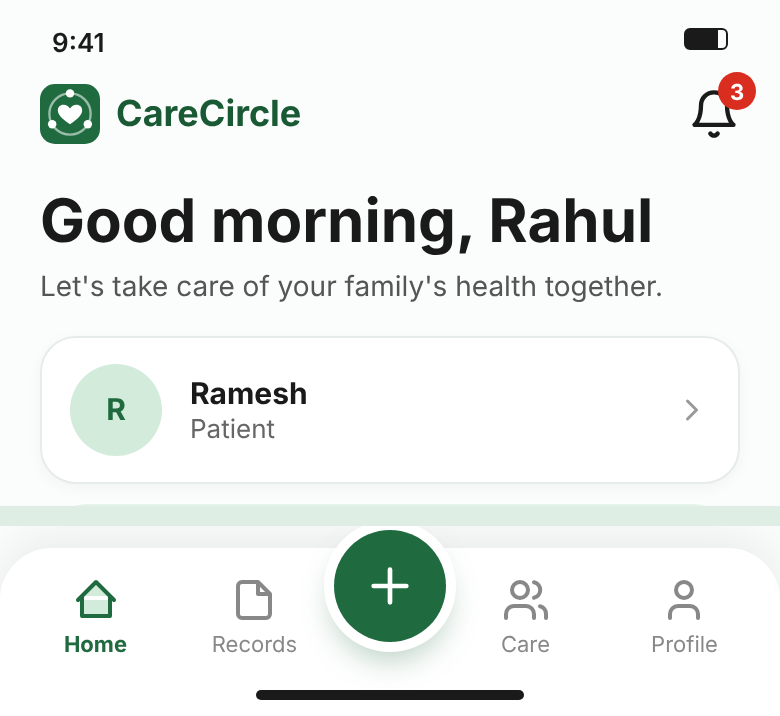 9:41
CareCircle
3
Good morning, Rahul
Let's take care of your family's health together.
R
Ramesh
Patient
Home
Records
Care
Profile